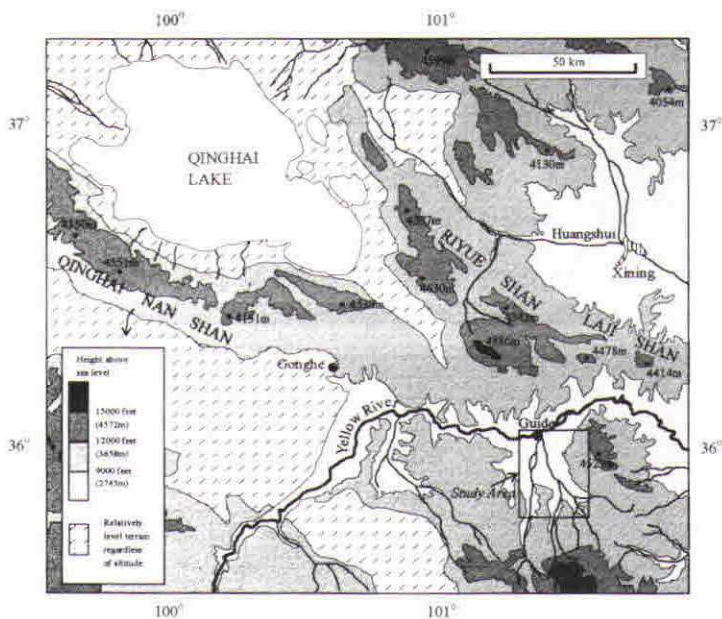 100°
101°
50 km
4054m
37°
37°
QINGHAI
LAKE
4130m
RIYUE
Huangshui
Xining
QINGHAI NAN SHAN
SHAN
4430m
4151m
LAJI SHAN
4478m
4414m
Gonghe
Height above
sea level
15000 feet
(4572m)
12000 feet
(3658m)
9000 feet
(2743m)
Yellow River
Guide
36°
36°
Study Area
Relatively
level terrain
regardless
of altitude
100°
101°